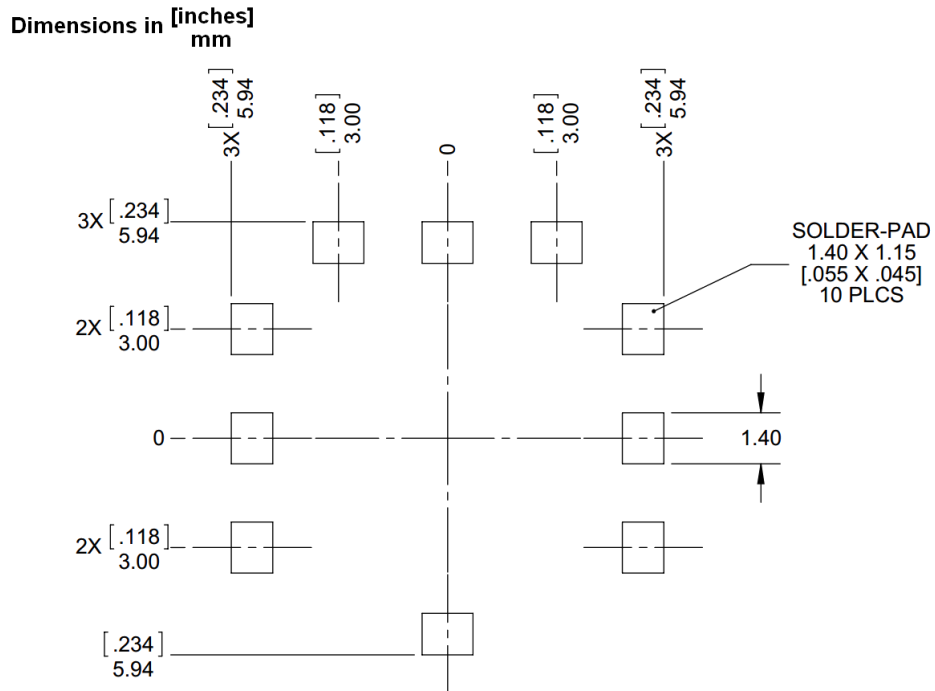 Dimensions in [inches]
mm
3X [.234]
5.94
[.118]
3.00
0
[.118]
3.00
3X [.234]
5.94
3X [.234]
5.94
SOLDER-PAD
1.40 X 1.15
[.055 X .045]
10 PLCS
2X [.118]
3.00
0
1.40
2X [.118]
3.00
[.234]
5.94